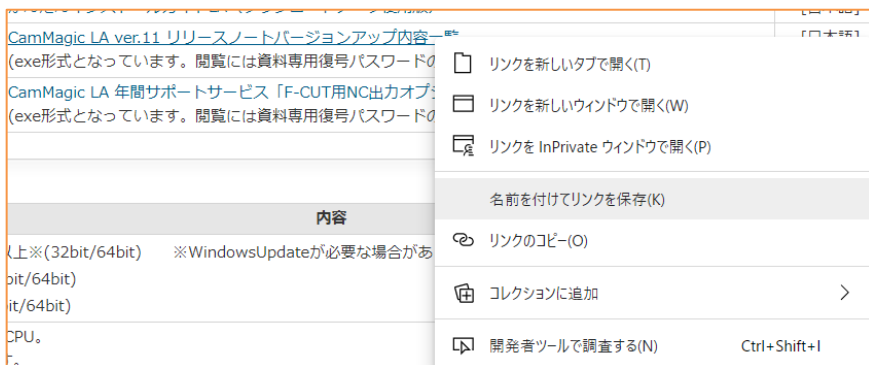 [日本語]
CamMagic LA ver.11 リリースノートバージョンアップ内容一覧
[日本語]
(exe形式となっています。閲覧には資料専用復号パスワードの
CamMagic LA 年間サポートサービス「F-CUT用NC出力オプシ
(exe形式となっています。閲覧には資料専用復号パスワードの
リンクを新しいタブで開く(T)
リンクを新しいウィンドウで開く(W)
リンクを InPrivate ウィンドウで開く(P)
名前を付けてリンクを保存(K)
リンクのコピー(O)
コレクションに追加
開発者ツールで調査する(N) Ctrl+Shift+I
内容
以上※(32bit/64bit) ※WindowsUpdateが必要な場合があ
bit/64bit)
it/64bit)
CPU。